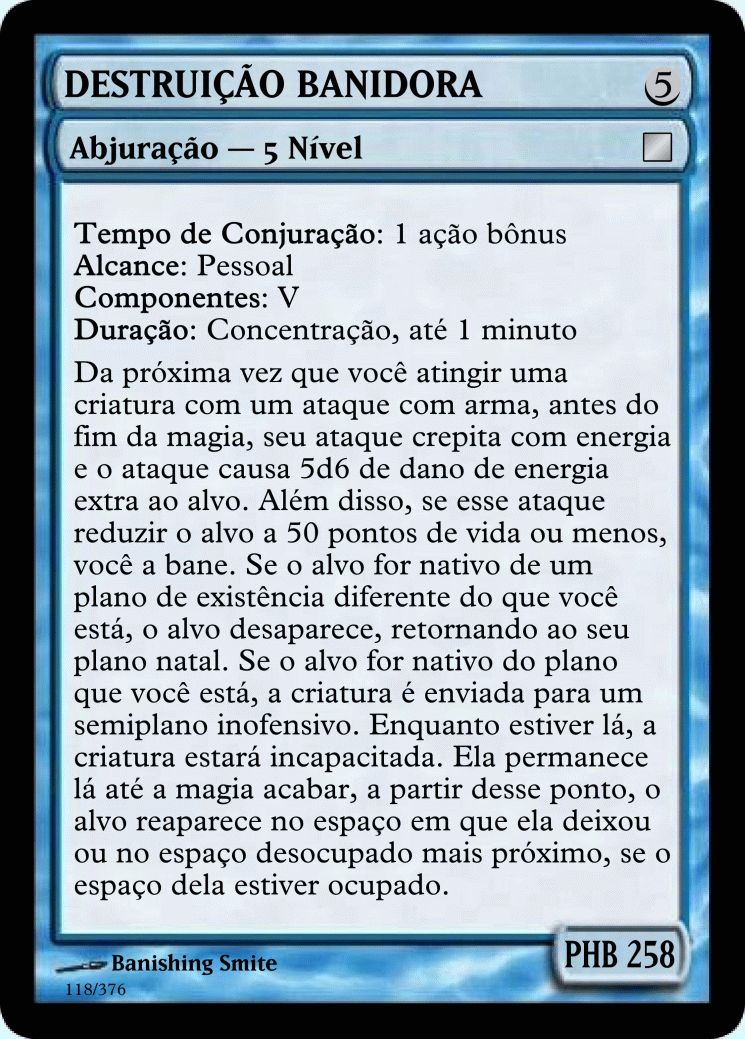 DESTRUIÇÃO BANIDORA 5
Abjuração — 5 Nível
Tempo de Conjuração: 1 ação bônus
Alcance: Pessoal
Componentes: V
Duração: Concentração, até 1 minuto
Da próxima vez que você atingir uma
criatura com um ataque com arma, antes do
fim da magia, seu ataque crepita com energia
e o ataque causa 5d6 de dano de energia
extra ao alvo. Além disso, se esse ataque
reduzir o alvo a 50 pontos de vida ou menos,
você a bane. Se o alvo for nativo de um
plano de existência diferente do que você
está, o alvo desaparece, retornando ao seu
plano natal. Se o alvo for nativo do plano
que você está, a criatura é enviada para um
semiplano inofensivo. Enquanto estiver lá, a
criatura estará incapacitada. Ela permanece
lá até a magia acabar, a partir desse ponto, o
alvo reaparece no espaço em que ela deixou
ou no espaço desocupado mais próximo, se o
espaço dela estiver ocupado.
PHB 258
Banishing Smite
118/376